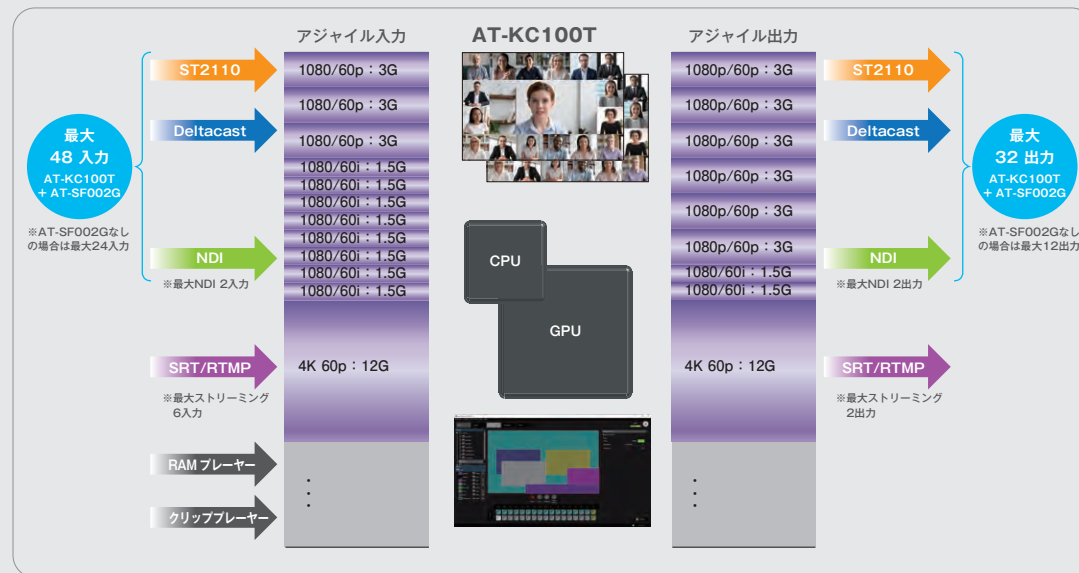 アジャイル入力
AT-KC100T
アジャイル出力
ST2110
Deltacast
NDI
※最大NDI 2入力
SRT/RTMP
※最大ストリーミング
6入力
RAM プレーヤー
クリッププレーヤー
最大
48 入力
AT-KC100T
+ AT-SF002G
※AT-SF002Gなし
の場合は最大24入力
1080/60p：3G
1080/60p：3G
1080/60p：3G
1080/60i：1.5G
1080/60i：1.5G
1080/60i：1.5G
1080/60i：1.5G
1080/60i：1.5G
1080/60i：1.5G
1080/60i：1.5G
1080/60i：1.5G
4K 60p：12G
CPU
GPU
1080p/60p：3G
1080p/60p：3G
1080p/60p：3G
1080p/60p：3G
1080p/60p：3G
1080p/60p：3G
1080/60i：1.5G
1080/60i：1.5G
4K 60p：12G
ST2110
Deltacast
NDI
※最大NDI 2出力
SRT/RTMP
※最大ストリーミング
2出力
最大
32 出力
AT-KC100T
+ AT-SF002G
※AT-SF002Gなし
の場合は最大12出力